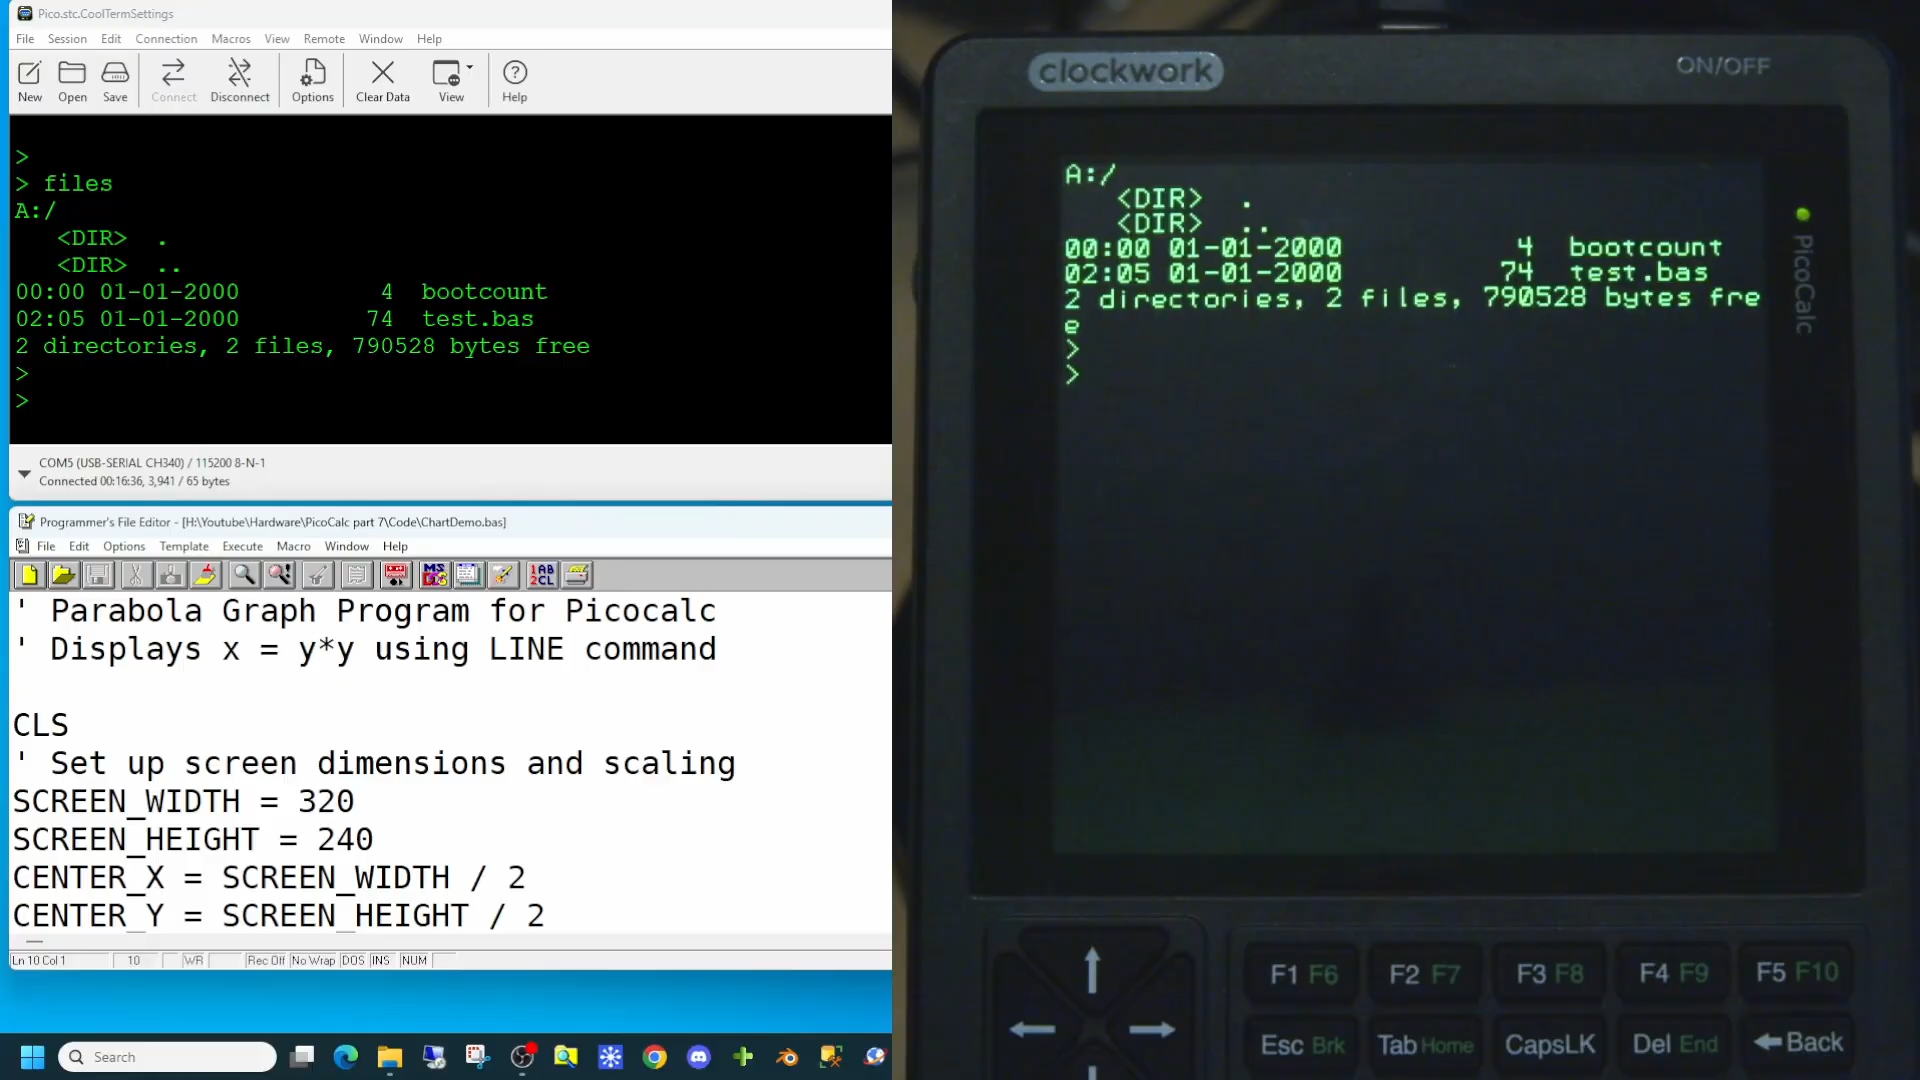 Pico.stc.CoolTermSettings
File Session Edit Connection Macros View Remote Window Help
New Open Save Connect Disconnect Options Clear Data View Help
>
> files
A:/
<DIR> .
<DIR> ..
00:00 01-01-2000 4 bootcount
02:05 01-01-2000 74 test.bas
2 directories, 2 files, 790528 bytes free
>
>
COM5 (USB-SERIAL CH340) / 115200 8-N-1
Connected 00:16:36, 3,941 / 65 bytes
Programmer's File Editor - [H:\Youtube\Hardware\PicoCalc part 7\Code\ChartDemo.bas]
File Edit Options Template Execute Macro Window Help
' Parabola Graph Program for Picocalc
' Displays x = y*y using LINE command
CLS
' Set up screen dimensions and scaling
SCREEN_WIDTH = 320
SCREEN_HEIGHT = 240
CENTER_X = SCREEN_WIDTH / 2
CENTER_Y = SCREEN_HEIGHT / 2
Ln 10 Col 1 10 WR Rec Off No Wrap DOS INS NUM
Search
clockwork
ON/OFF
A:/
<DIR> .
<DIR> ..
00:00 01-01-2000 4 bootcount
02:05 01-01-2000 74 test.bas
2 directories, 2 files, 790528 bytes fre
e
>
>
PicoCalc
F1 F6 F2 F7 F3 F8 F4 F9 F5 F10
Esc Brk Tab Home CapsLK Del End Back